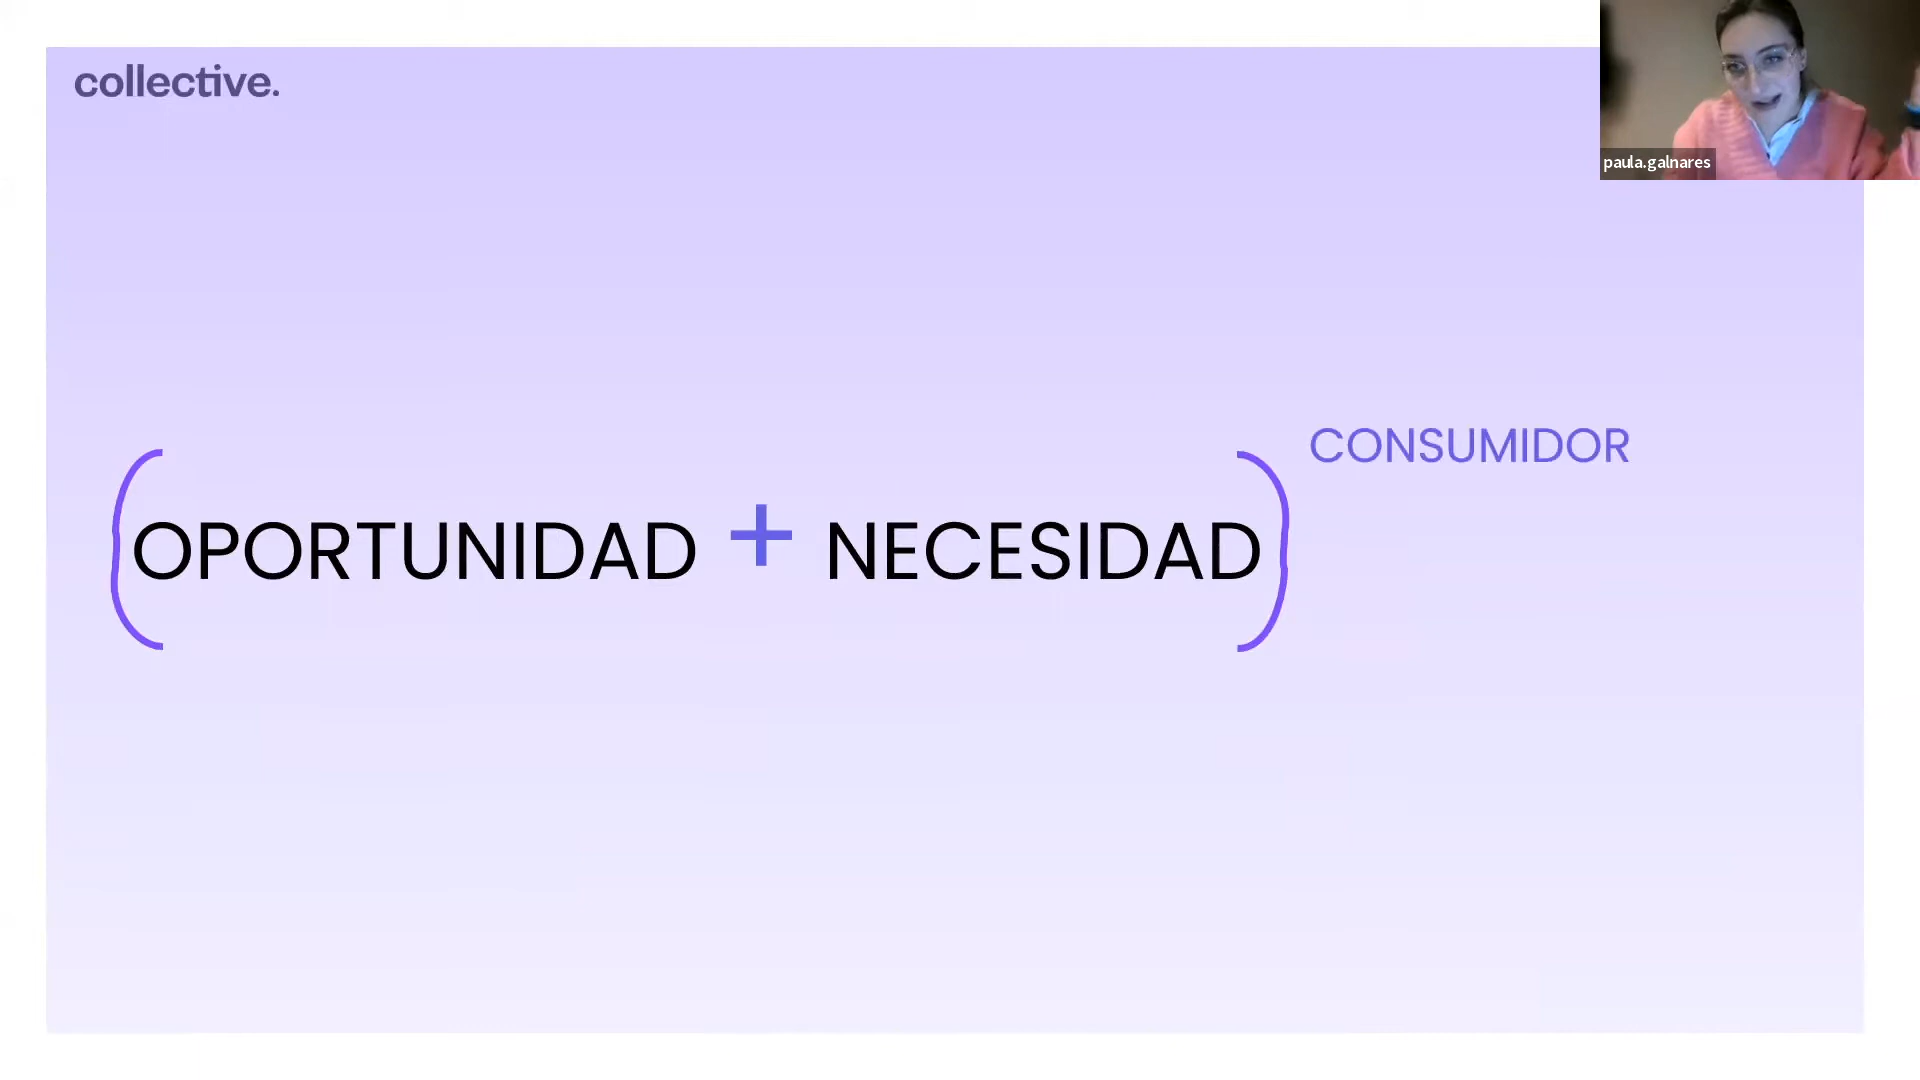 collective.
paula.galnares
CONSUMIDOR
OPORTUNIDAD + NECESIDAD